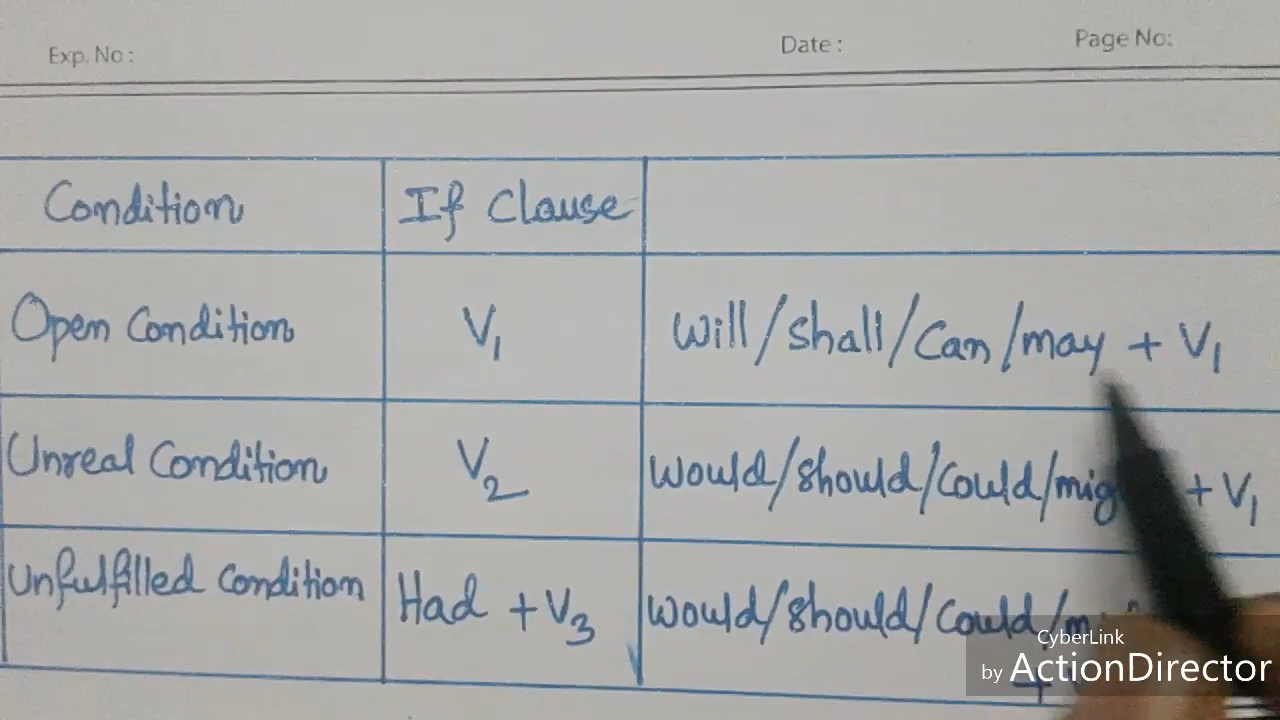 Exp. No :
Date :
Page No:
Condition
If Clause
Open Condition
V1
Will/Shall/Can/may + V1
Unreal Condition
V2
Would/Should/Could/ + V1
Unfulfilled Condition
Had + V3
Would/Should/Could/
+
CyberLink
by ActionDirector